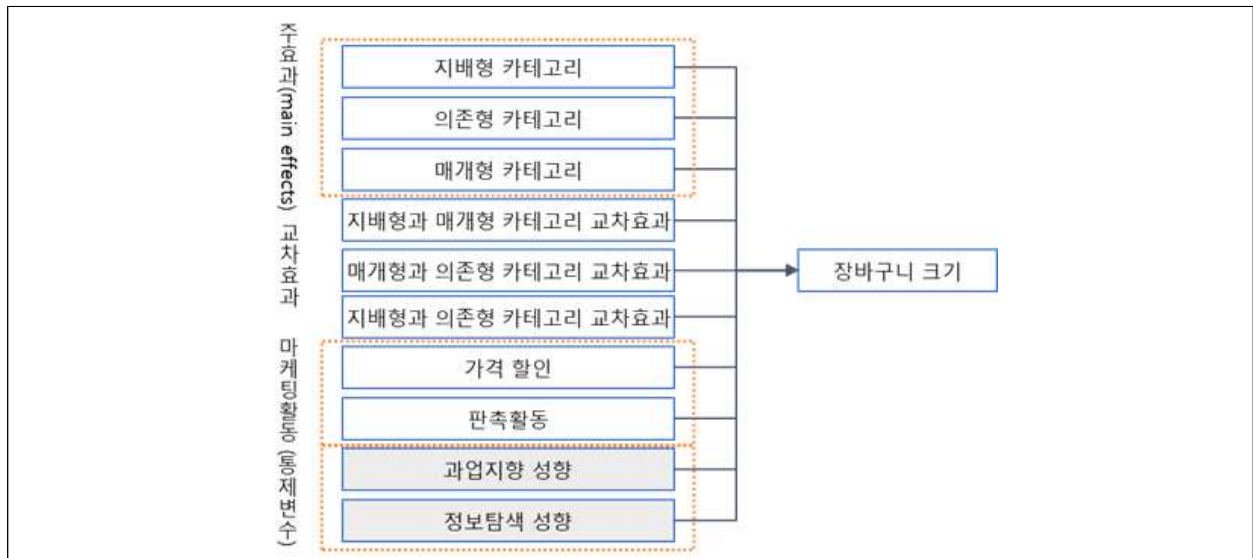 주효과(main effects)
지배형 카테고리
의존형 카테고리
매개형 카테고리
교차효과
지배형과 매개형 카테고리 교차효과
매개형과 의존형 카테고리 교차효과
지배형과 의존형 카테고리 교차효과
장바구니 크기
마케팅활동 (통제변수)
가격 할인
판촉활동
과업지향 성향
정보탐색 성향